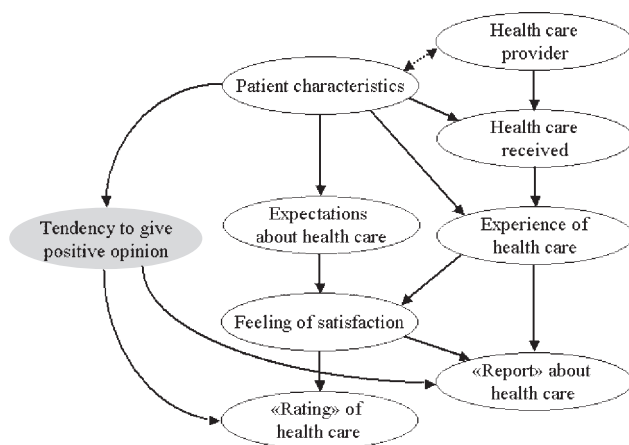 Health care
provider
Patient characteristics
Health care
received
Tendency to give
positive opinion
Expectations
about health care
Experience of
health care
Feeling of satisfaction
«Report» about
health care
«Rating» of
health care